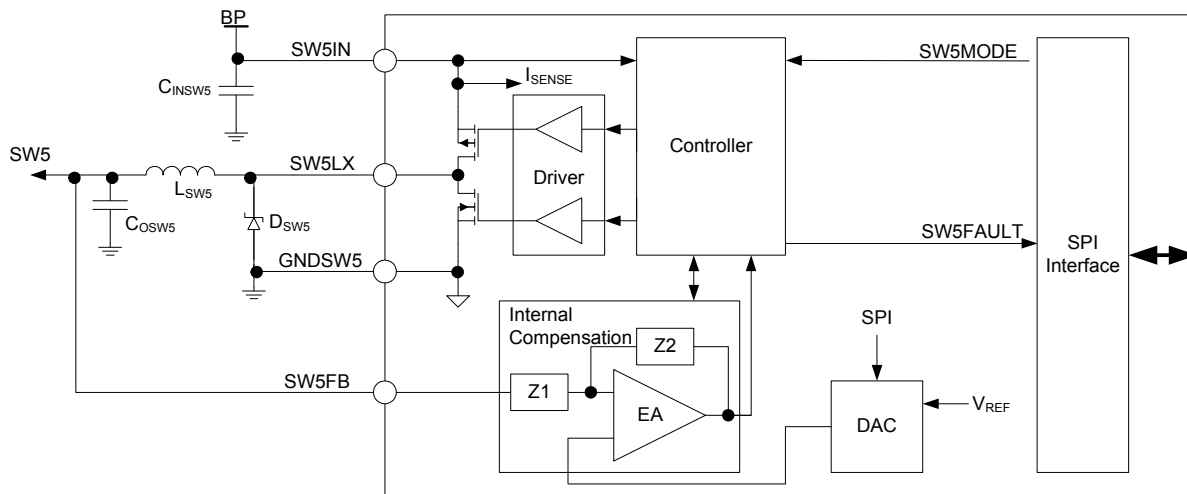 BP
SW5IN
SW5MODE
CINSW5
ISENSE
Controller
SW5
SW5LX
Driver
LSW5
COSW5
DSW5
SW5FAULT
SPI
Interface
GNDSW5
Internal
Compensation
SPI
Z2
SW5FB
Z1
EA
VREF
DAC